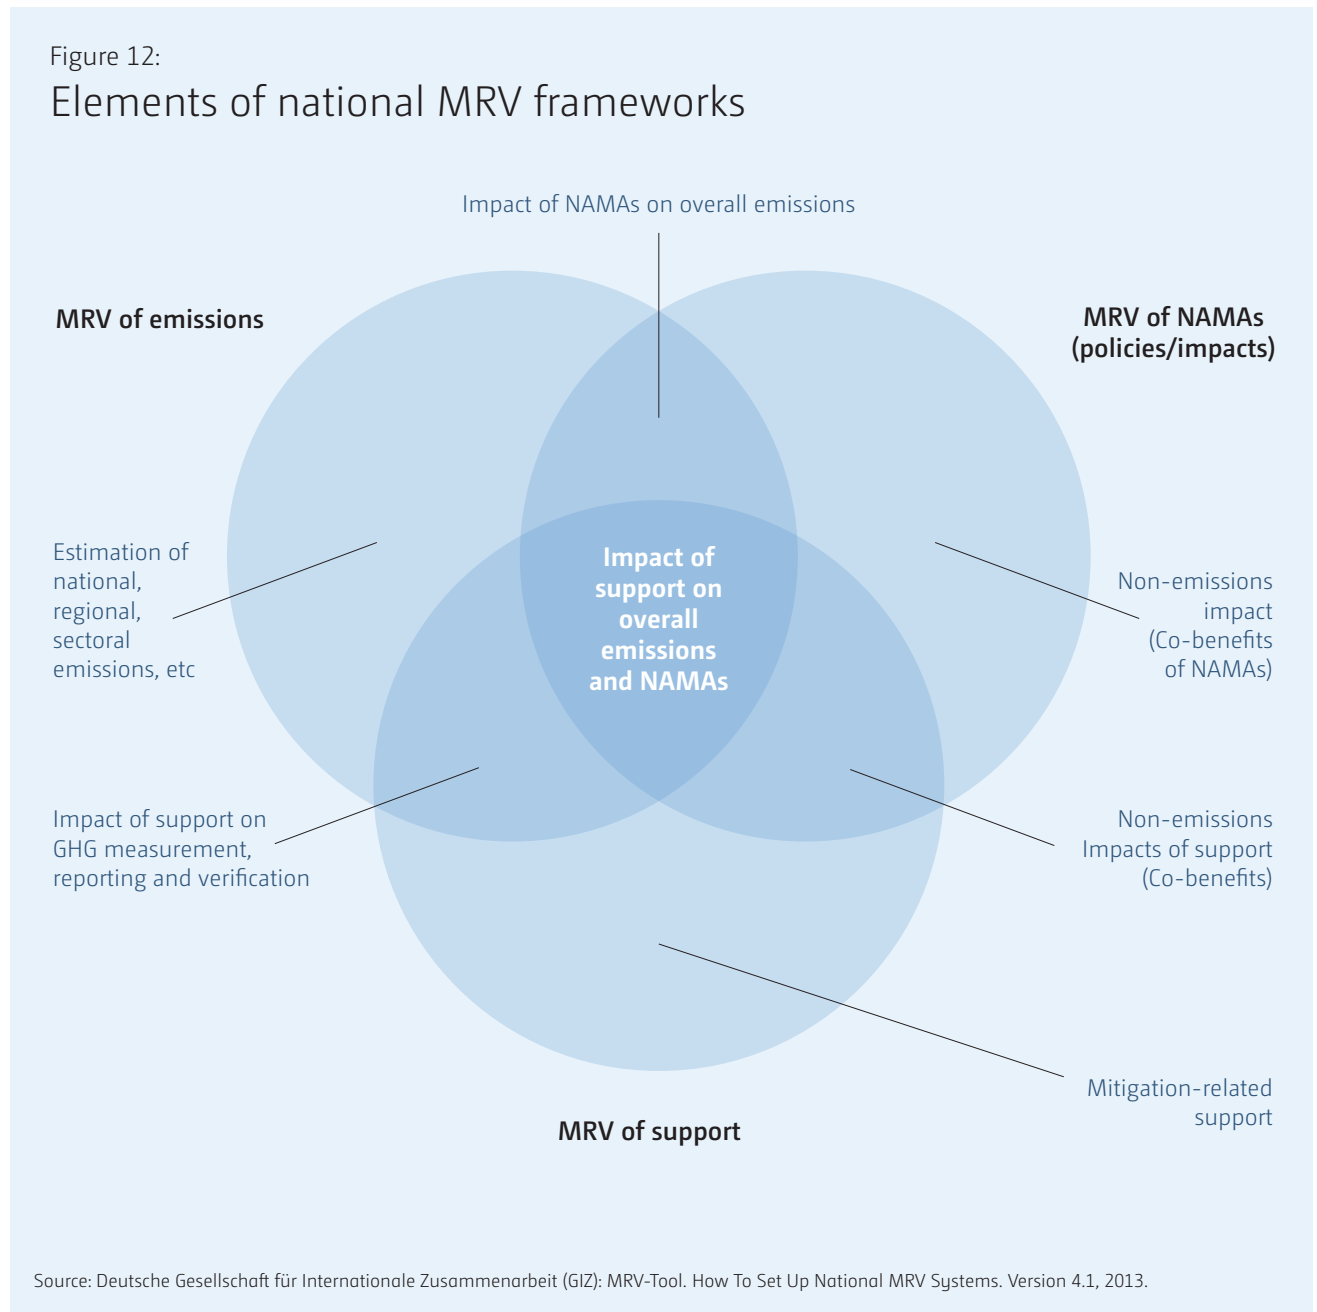 Figure 12:
Elements of national MRV frameworks
Impact of NAMAs on overall emissions
MRV of emissions
MRV of NAMAs
(policies/impacts)
Estimation of
national,
regional,
sectoral
emissions, etc
Impact of
support on
overall
emissions
and NAMAs
Non-emissions
impact
(Co-benefits
of NAMAs)
Impact of support on
GHG measurement,
reporting and verification
Non-emissions
Impacts of support
(Co-benefits)
Mitigation-related
support
MRV of support
Source: Deutsche Gesellschaft für Internationale Zusammenarbeit (GIZ): MRV-Tool. How To Set Up National MRV Systems. Version 4.1, 2013.